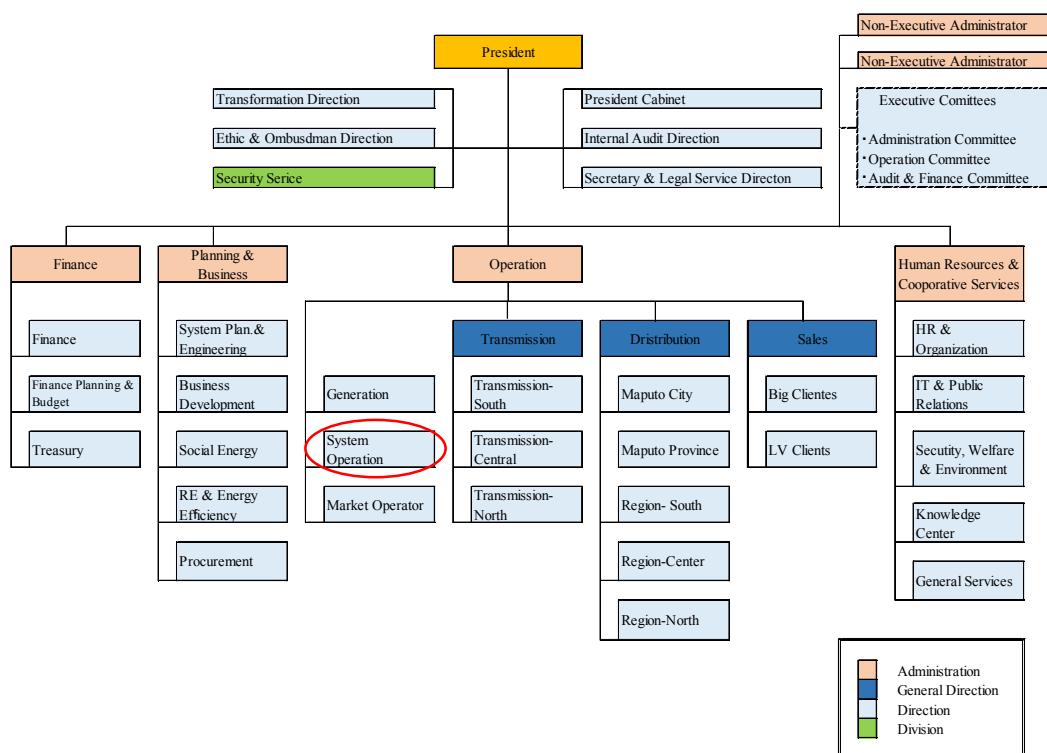 Non-Executive Administrator
President
Non-Executive Administrator
Transformation Direction
President Cabinet
Executive Comittees
Ethic & Ombusdman Direction
Internal Audit Direction
・Administration Committee
・Operation Committee
Security Serice
Secretary & Legal Service Directon
・Audit & Finance Committee
Finance
Planning &
Business
Operation
Human Resources &
Cooporative Services
Finance
System Plan.&
Engineering
Transmission
Dristribution
Sales
HR &
Organization
Finance Planning &
Budget
Business
Development
Generation
Transmission-
South
Maputo City
Big Clientes
IT & Public
Relations
Treasury
Social Energy
System
Operation
Transmission-
Central
Maputo Province
LV Clients
Secutity, Welfare
& Environment
RE & Energy
Efficiency
Market Operator
Transmission-
North
Region- South
Knowledge
Center
Procurement
Region-Center
General Services
Region-North
Administration
General Direction
Direction
Division